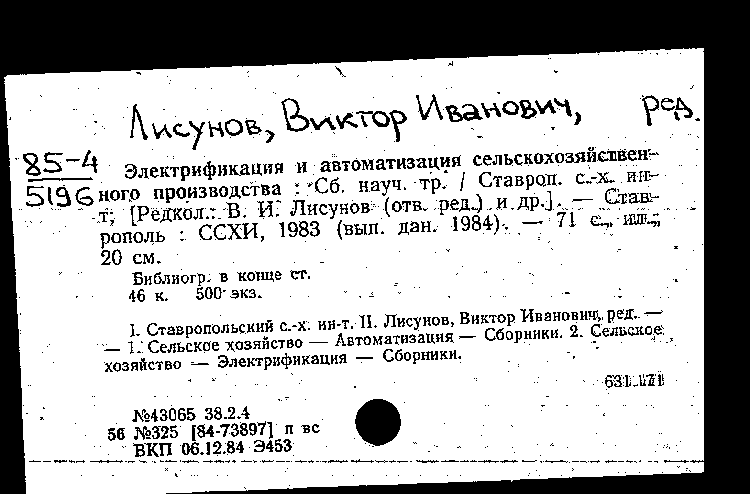 Лисунов, Виктор Иванович, ред.
85-4
5196
Электрификация и автоматизация сельскохозяйствен-
ного производства : Сб. науч. тр. / Ставроп. с.-х. ин-
т; [Редкол.: В. И. Лисунов (отв. ред.) и др.]. — Став-
рополь : ССХИ, 1983 (вып. дан. 1984). — 71 с., ил.;
20 см.
Библиогр. в конце ст.
46 к. 500 экз.
I. Ставропольский с.-х. ин-т. II. Лисунов, Виктор Иванович, ред. —
— 1. Сельское хозяйство — Автоматизация — Сборники. 2. Сельское
хозяйство — Электрификация — Сборники.
631.171
№43065 38.2.4
56 №325 [84-73897] п вс
ВКП 06.12.84 Э453